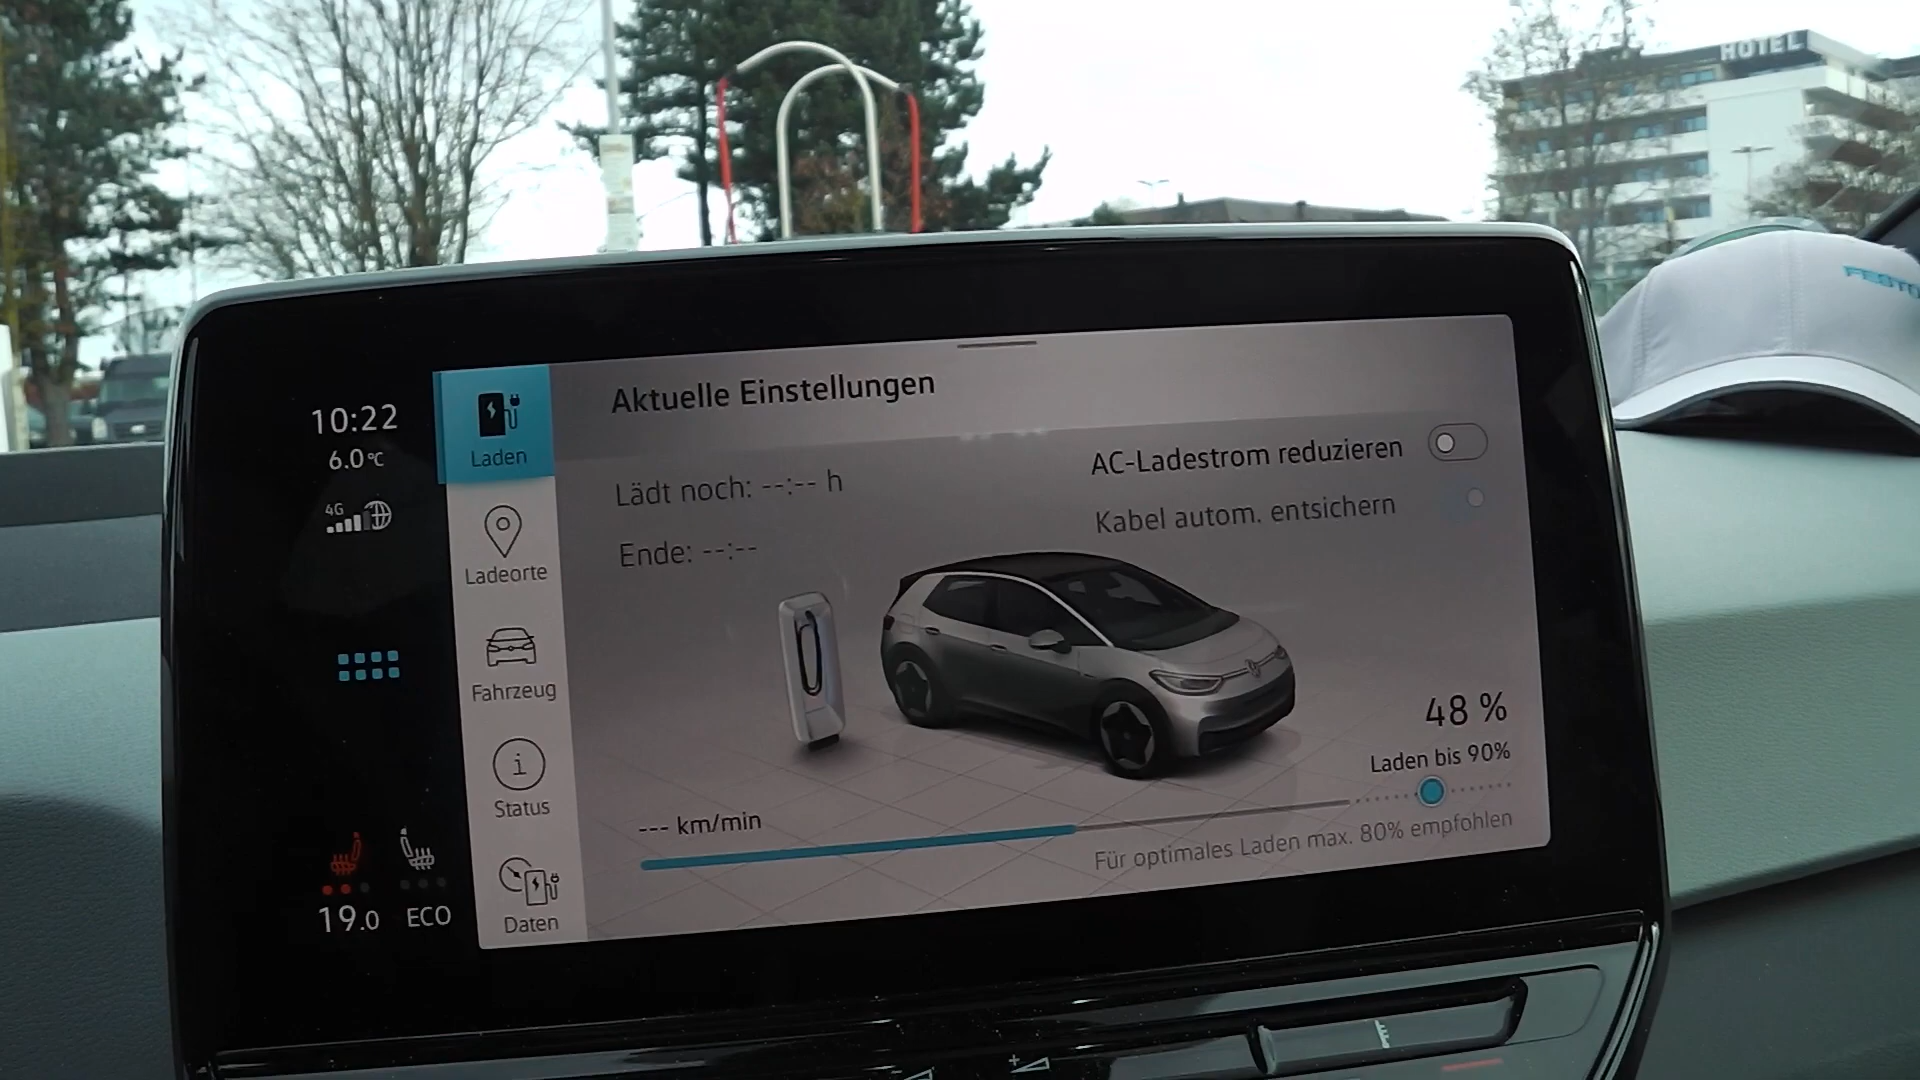 HOTEL
FESTO
Aktuelle Einstellungen
10:22
6.0°C
4G
Laden
Lädt noch: --:-- h
Ende: --:--
AC-Ladestrom reduzieren
Kabel autom. entsichern
Ladeorte
Fahrzeug
Status
Daten
48 %
Laden bis 90%
--- km/min
Für optimales Laden max. 80% empfohlen
19.0
ECO